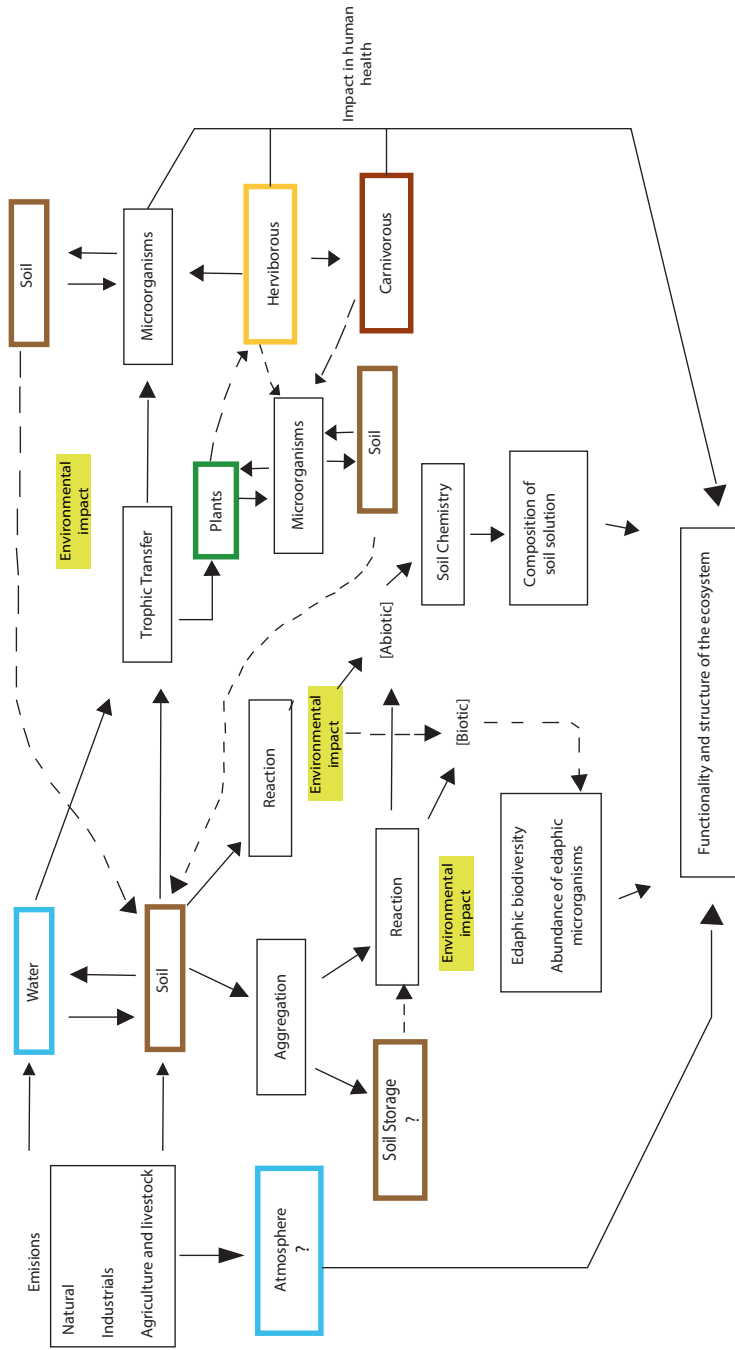 Emisions
Natural
Industrials
Agriculture and livestock
Water
Soil
Atmosphere
?
Aggregation
Soil Storage
?
Reaction
Reaction
Environmental
impact
Environmental
impact
Environmental
impact
Trophic Transfer
Soil
Microorganisms
Plants
Herviborous
Microorganisms
Carnivorous
Soil
Impact in human
health
[Abiotic]
[Biotic]
Soil Chemistry
Composition of
soil solution
Edaphic biodiversity
Abundance of edaphic
microrganisms
Functionality and structure of the ecosystem